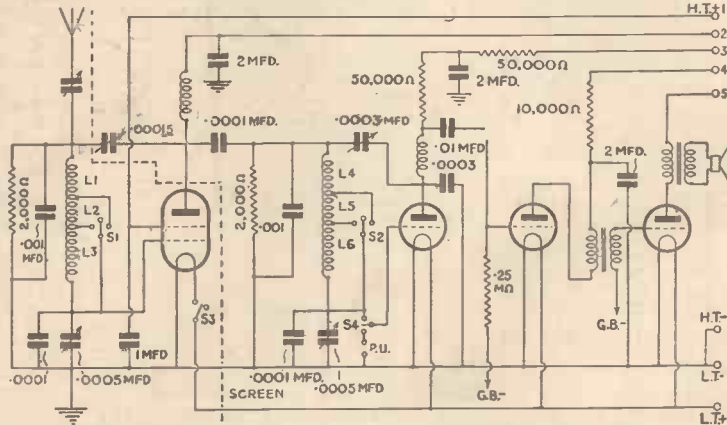 H.T.+1
2
3
4
5
2 MFD.
50,000Ω
2 MFD.
50,000Ω
10,000Ω
.00015
.0001 MFD.
.0003 MFD
.01 MFD
.0003
2 MFD.
2,000Ω
.001
MFD
L1
L2
L3
S1
2,000Ω
.001
L4
L5
L6
S2
.25
MΩ
G.B.-
S3
S4
P.U.
H.T.-
L.T.-
.0001
.0005 MFD
1 MFD
SCREEN
.0001 MFD.
.0005 MFD
G.B.-
L.T.+